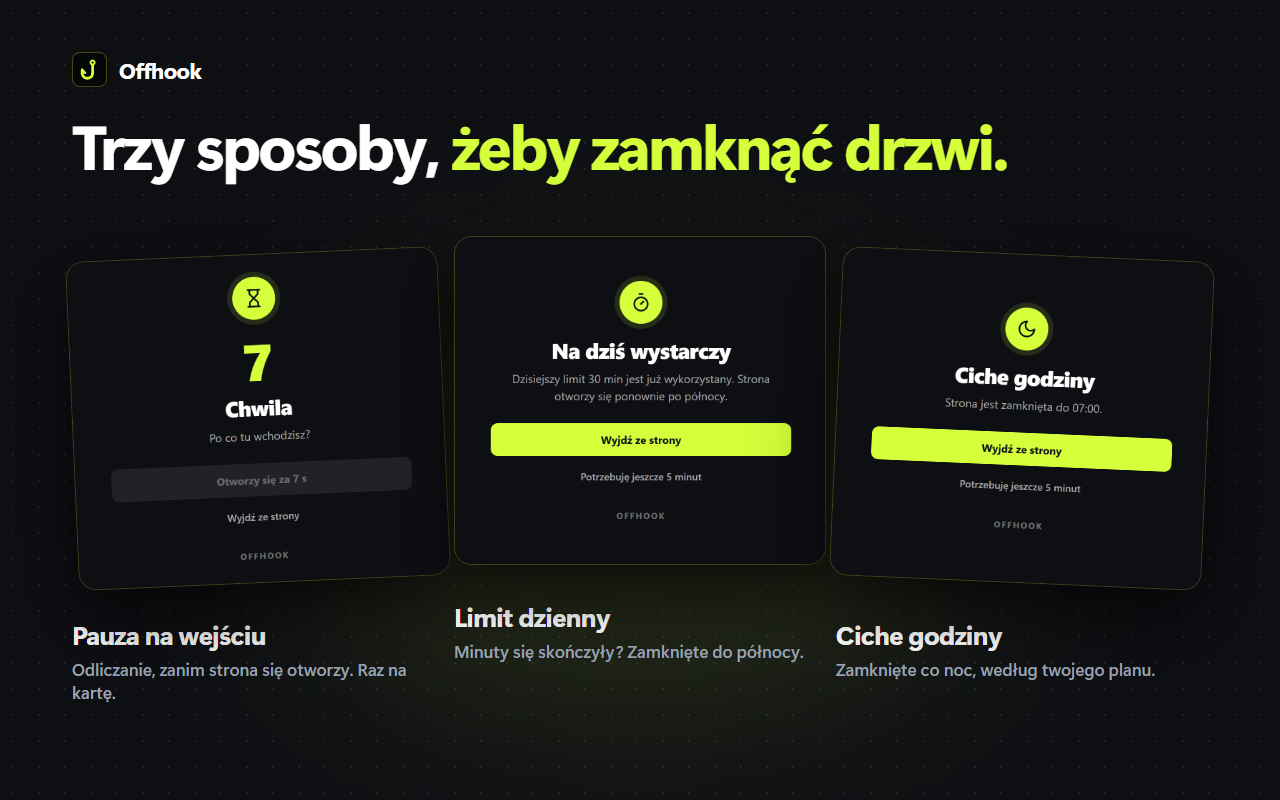 Offhook
Trzy sposoby, żeby zamknąć drzwi.
7
Chwila
Po co tu wchodzisz?
Otworzy się za 7 s
Wyjdź ze strony
OFFHOOK
Na dziś wystarczy
Dzisiejszy limit 30 min jest już wykorzystany. Strona
otworzy się ponownie po północy.
Wyjdź ze strony
Potrzebuję jeszcze 5 minut
OFFHOOK
Ciche godziny
Strona jest zamknięta do 07:00.
Wyjdź ze strony
Potrzebuję jeszcze 5 minut
OFFHOOK
Pauza na wejściu
Odliczanie, zanim strona się otworzy. Raz na
kartę.
Limit dzienny
Minuty się skończyły? Zamknięte do północy.
Ciche godziny
Zamknięte co noc, według twojego planu.